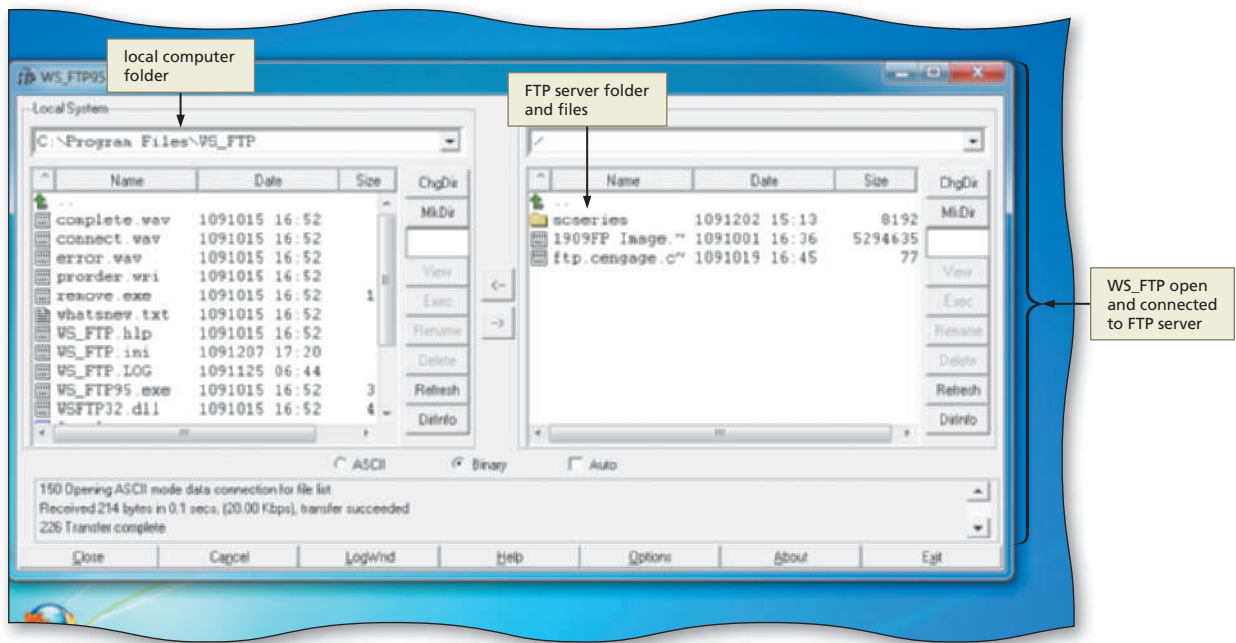 local computer
folder
FTP server folder
and files
WS_FTP open
and connected
to FTP server
WS_FTP95
Local System
C:\Program Files\WS_FTP
Name Date Size
..
complete.wav 1091015 16:52
connect.wav 1091015 16:52
error.wav 1091015 16:52
prorder.wri 1091015 16:52
remove.exe 1091015 16:52 1
whatsnew.txt 1091015 16:52
WS_FTP.hlp 1091015 16:52
WS_FTP.ini 1091207 17:20
WS_FTP.LOG 1091125 06:44
WS_FTP95.exe 1091015 16:52 3
WSFTP32.dll 1091015 16:52 4
ChgDir
MkDir
View
Exec
Rename
Delete
Refresh
DirInfo
<-
->
/
Name Date Size
..
scseries 1091202 15:13 8192
1909FP Image.~ 1091001 16:36 5294635
ftp.cengage.c~ 1091019 16:45 77
ChgDir
MkDir
View
Exec
Rename
Delete
Refresh
DirInfo
ASCII Binary Auto
150 Opening ASCII mode data connection for file list
Received 214 bytes in 0.1 secs, (20.00 Kbps), transfer succeeded
226 Transfer complete
Close Cancel LogWnd Help Options About Exit